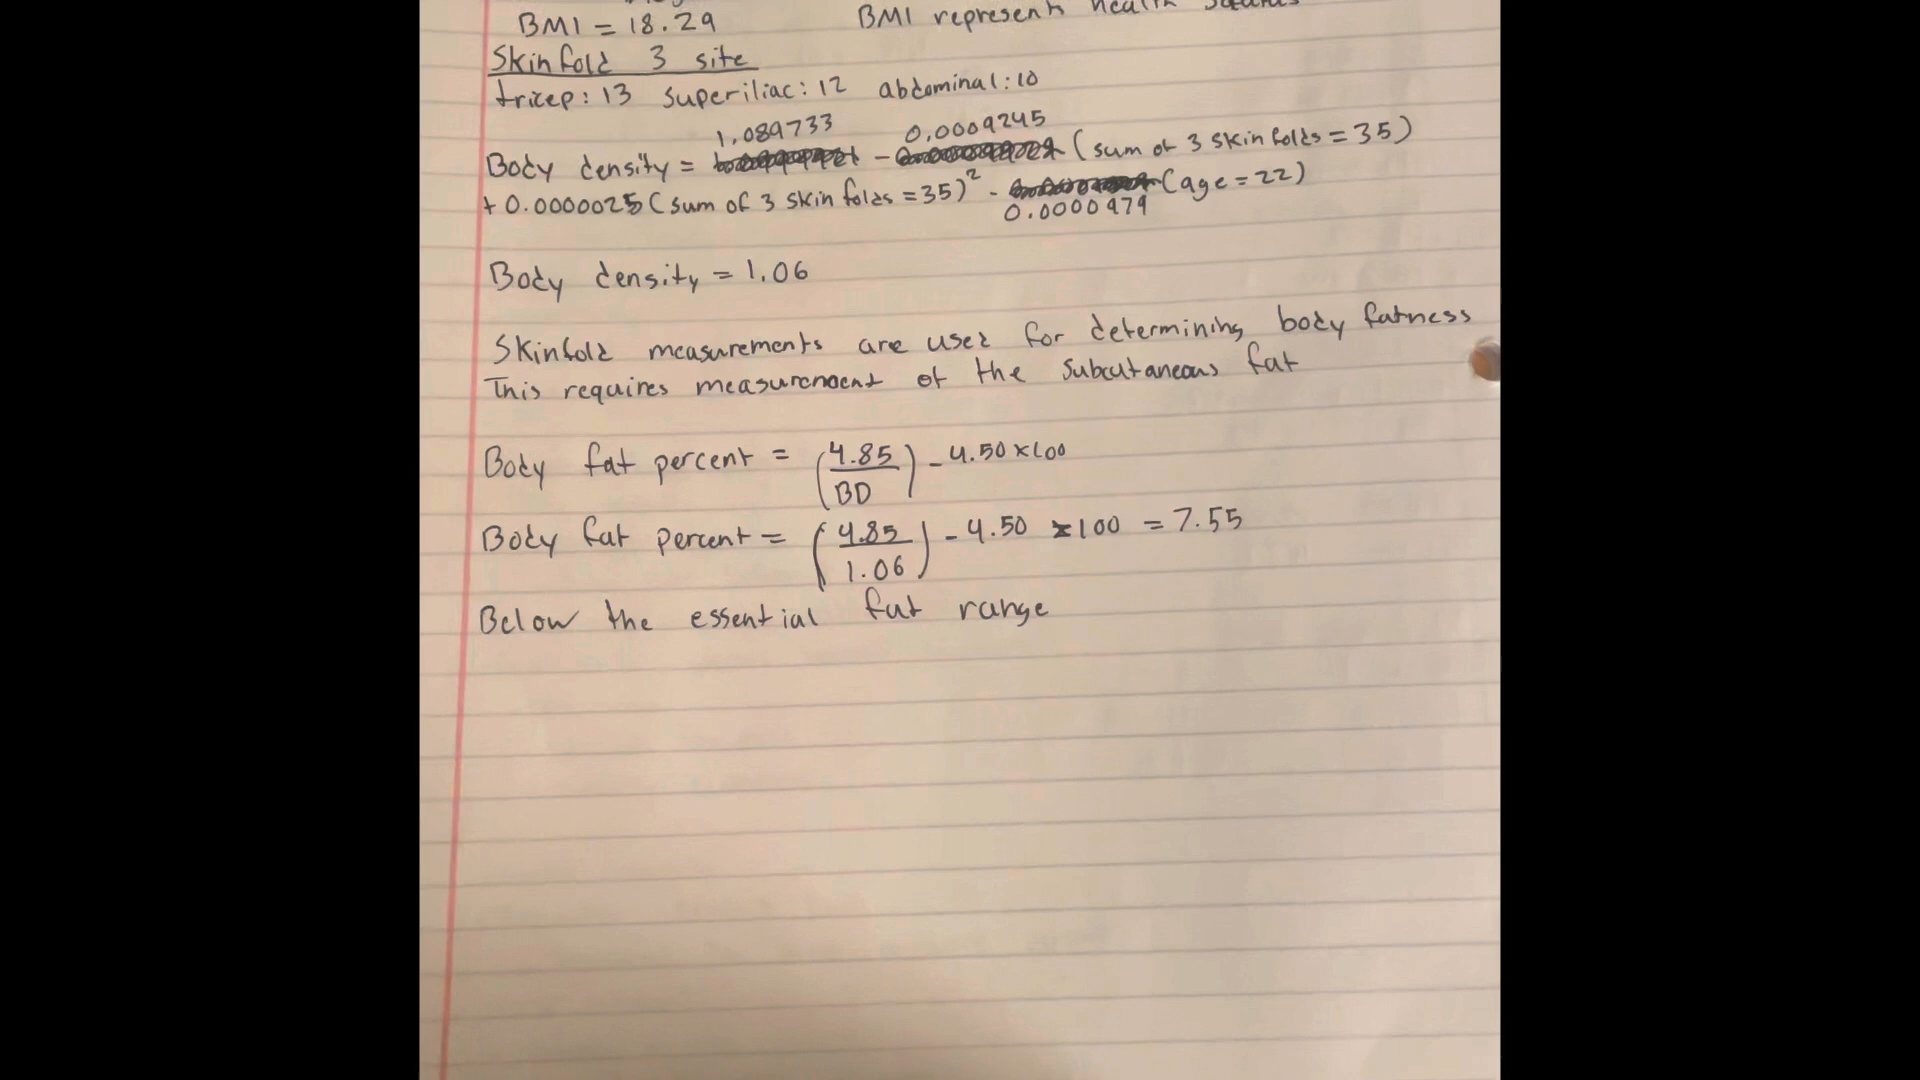 BMI = 18.29 BMI represents health status
Skinfold 3 site
tricep: 13 superiliac: 12 abdominal: 10
1.089733 0.0009245
Body density = - (sum of 3 skin folds = 35)
+ 0.0000025 (sum of 3 skin folds = 35)² - (age = 22)
0.0000979
Body density = 1.06
Skinfold measurements are used for determining body fatness
This requires measurement of the subcutaneous fat
Body fat percent = (4.85/BD) - 4.50 x 100
Body fat percent = (4.85/1.06) - 4.50 x 100 = 7.55
Below the essential fat range